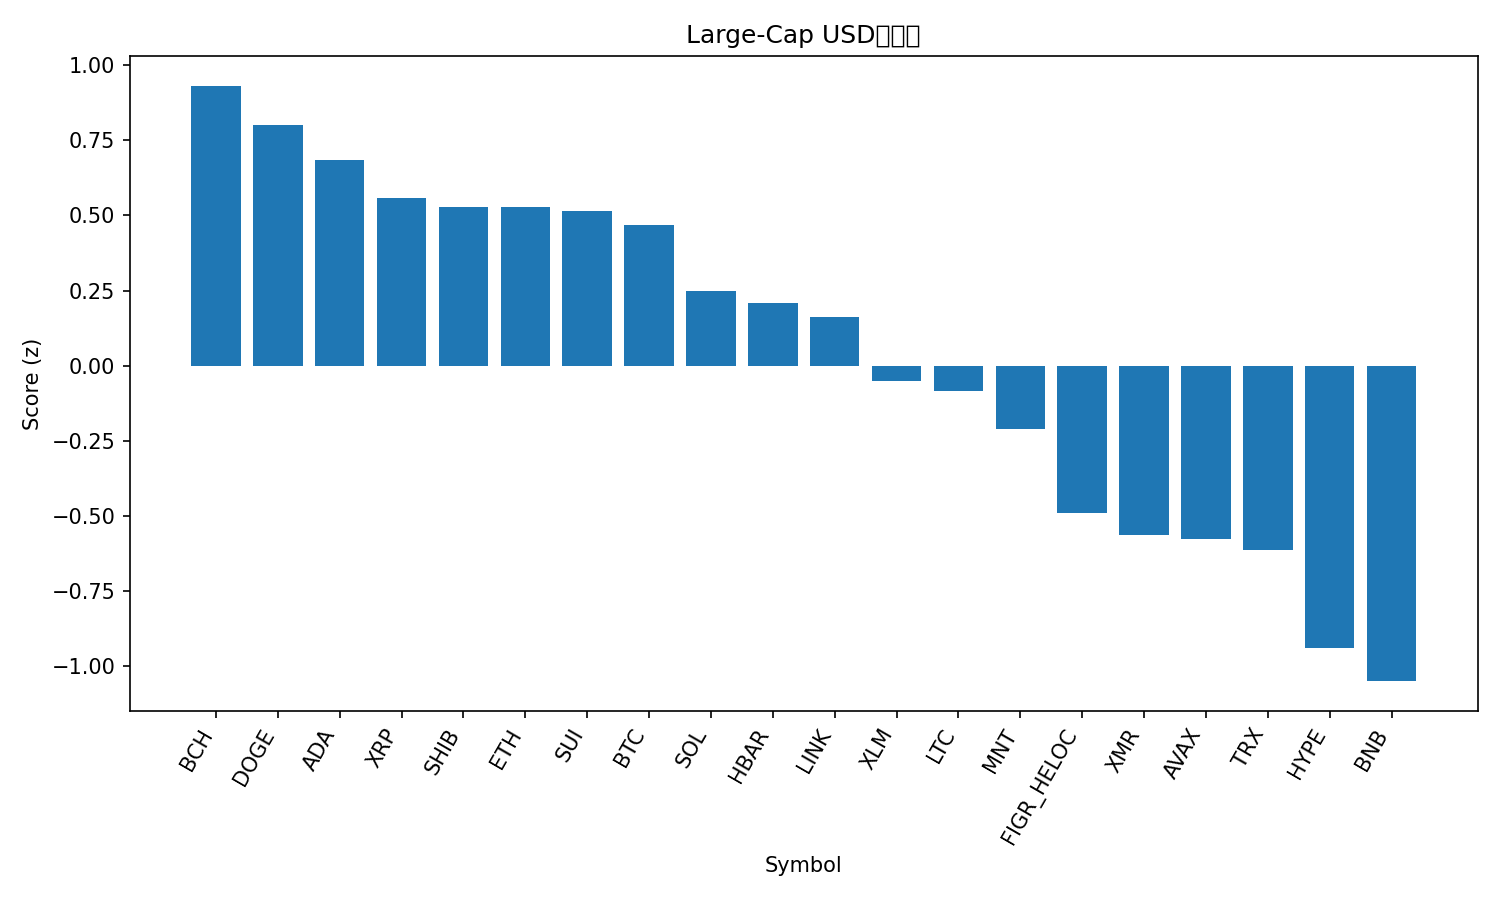 Large-Cap USD
1.00
0.75
0.50
0.25
0.00
−0.25
−0.50
−0.75
−1.00
Score (z)
BCH
DOGE
ADA
XRP
SHIB
ETH
SUI
BTC
SOL
HBAR
LINK
XLM
LTC
MNT
FIGR_HELOC
XMR
AVAX
TRX
HYPE
BNB
Symbol